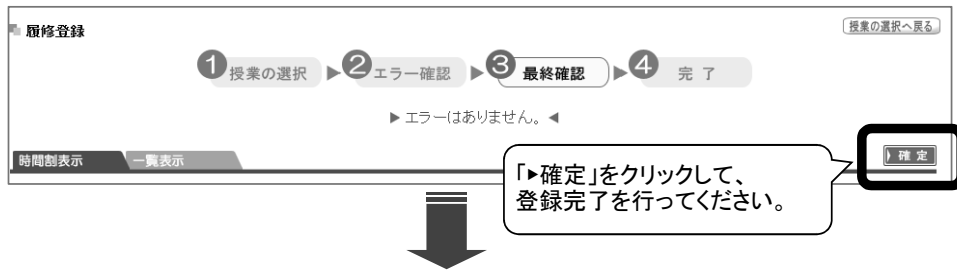 履修登録
授業の選択へ戻る
1 授業の選択 ▶ 2 エラー確認 ▶ 3 最終確認 ▶ 4 完 了
▶ エラーはありません。 ◀
時間割表示 一覧表示
確 定
「▶確定」をクリックして、
登録完了を行ってください。